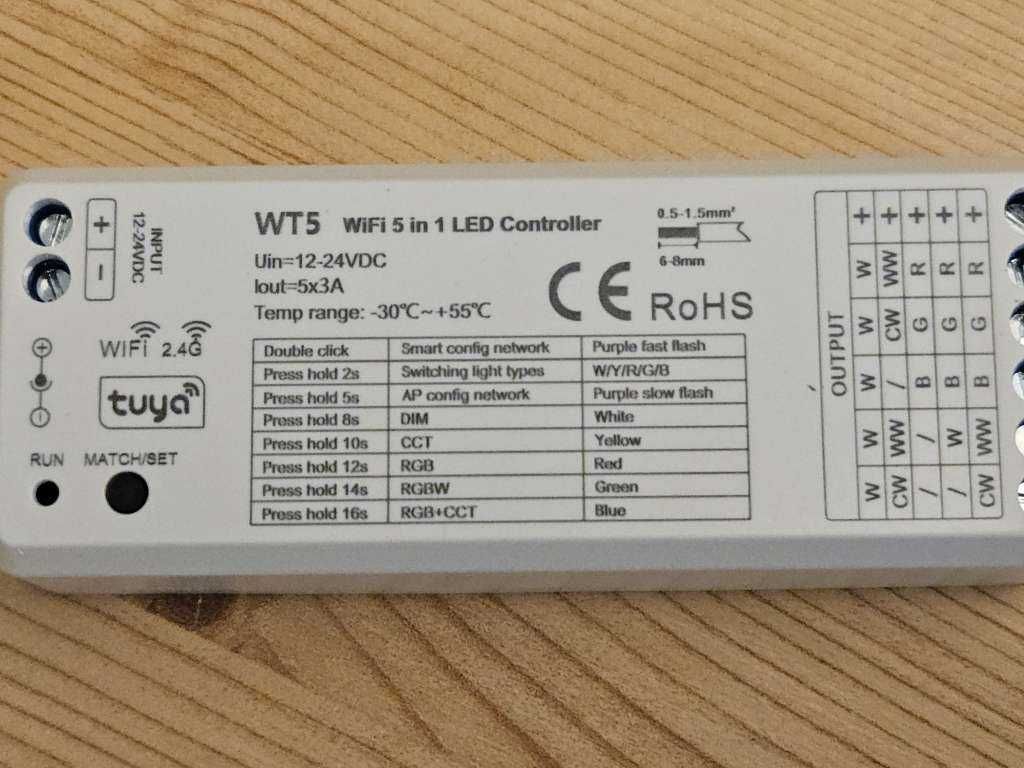 +
−
INPUT
12-24VDC
WiFi 2.4G
tuya
RUN MATCH/SET
WT5 WiFi 5 in 1 LED Controller
Uin=12-24VDC
Iout=5x3A
Temp range: -30℃~+55℃
0.5-1.5mm²
6-8mm
CE RoHS
Double click Smart config network Purple fast flash
Press hold 2s Switching light types W/Y/R/G/B
Press hold 5s AP config network Purple slow flash
Press hold 8s DIM White
Press hold 10s CCT Yellow
Press hold 12s RGB Red
Press hold 14s RGBW Green
Press hold 16s RGB+CCT Blue
OUTPUT
W W W W W +
CW WW / CW WW +
/ / B G R +
/ W B G R +
CW WW B G R +